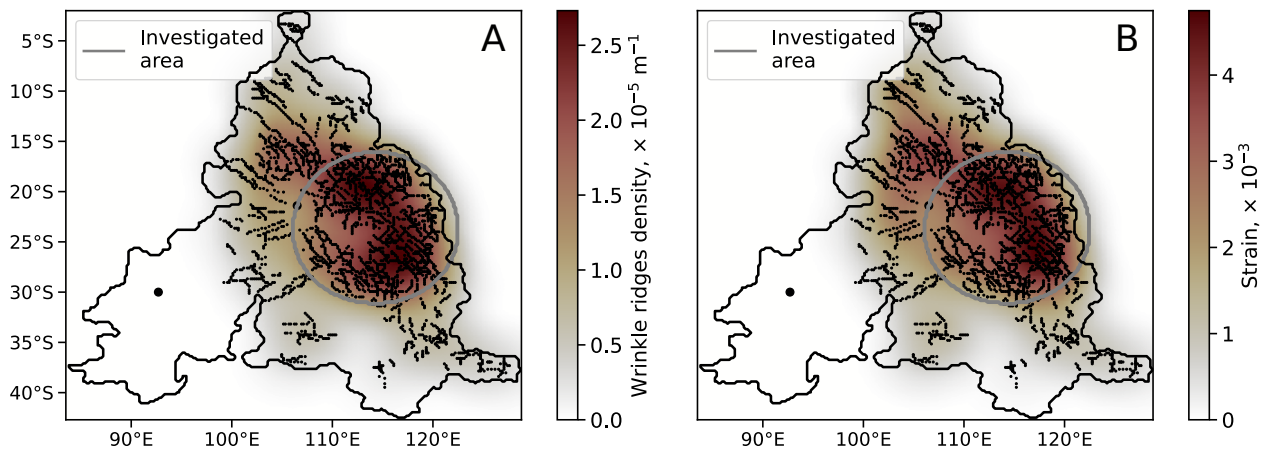 Investigated
area
A
5°S
10°S
15°S
20°S
25°S
30°S
35°S
40°S
90°E 100°E 110°E 120°E
2.5
2.0
1.5
1.0
0.5
0.0
Wrinkle ridges density, × 10⁻⁵ m⁻¹
Investigated
area
B
90°E 100°E 110°E 120°E
4
3
2
1
0
Strain, × 10⁻³